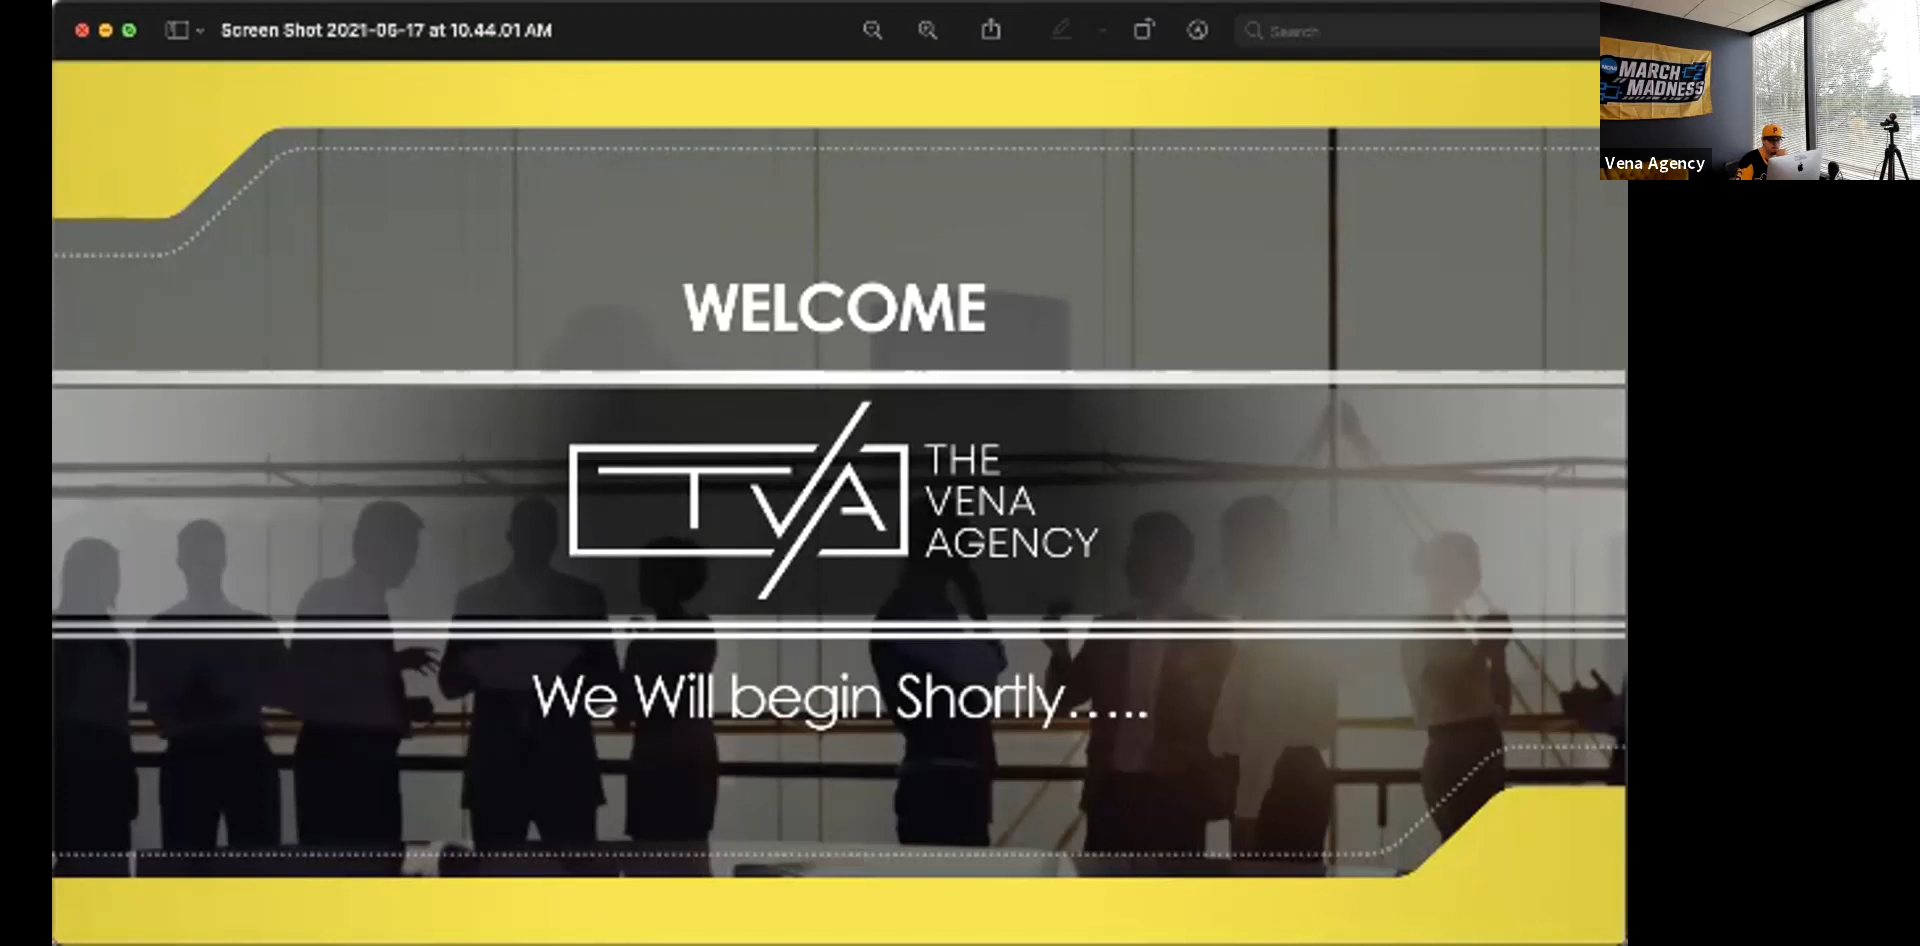 Screen Shot 2021-06-17 at 10.44.01 AM
Search
MARCH
MADNESS
Vena Agency
WELCOME
TVA
THE
VENA
AGENCY
We Will begin Shortly.....